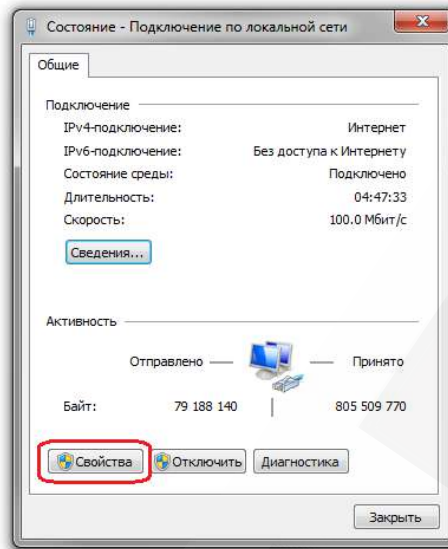 Состояние - Подключение по локальной сети
Общие
Подключение
IPv4-подключение: Интернет
IPv6-подключение: Без доступа к Интернету
Состояние среды: Подключено
Длительность: 04:47:33
Скорость: 100.0 Мбит/с
Сведения...
Активность
Отправлено — Принято
Байт: 79 188 140 | 805 509 770
Свойства Отключить Диагностика
Закрыть